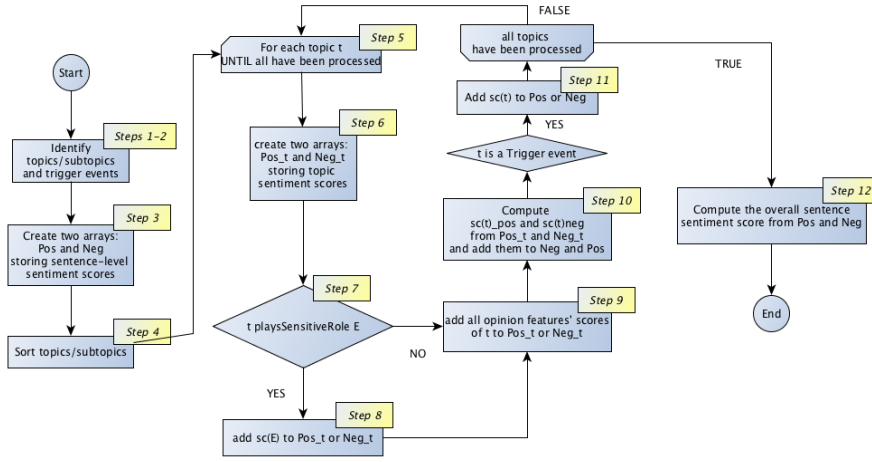 Start
Steps 1-2
Identify
topics/subtopics
and trigger events
Step 3
Create two arrays:
Pos and Neg
storing sentence-level
sentiment scores
Step 4
Sort topics/subtopics
Step 5
For each topic t
UNTIL all have been processed
Step 6
create two arrays:
Pos_t and Neg_t
storing topic
sentiment scores
Step 7
t playsSensitiveRole E
NO
YES
Step 8
add sc(E) to Pos_t or Neg_t
Step 9
add all opinion features' scores
of t to Pos_t or Neg_t
Step 10
Compute
sc(t)_pos and sc(t)neg
from Pos_t and Neg_t
and add them to Neg and Pos
t is a Trigger event
YES
Step 11
Add sc(t) to Pos or Neg
all topics
have been processed
FALSE
TRUE
Step 12
Compute the overall sentence
sentiment score from Pos and Neg
End